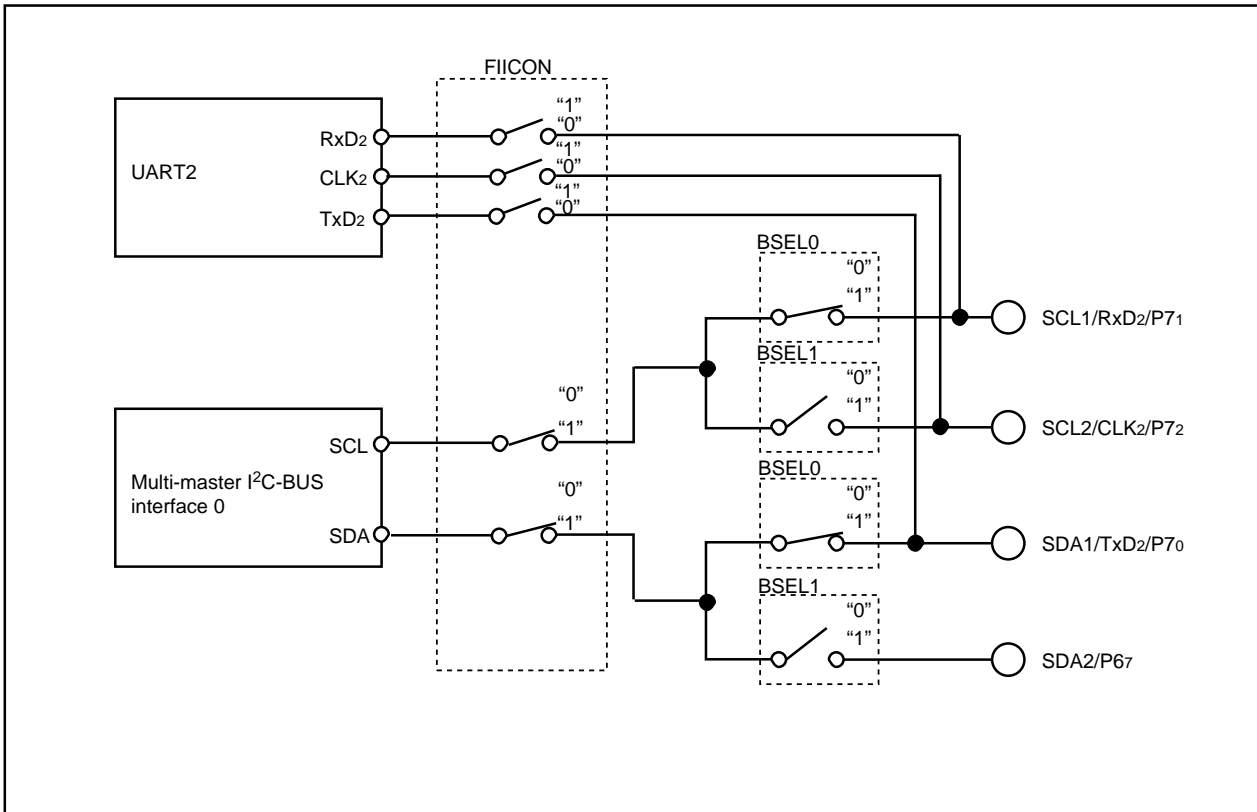 FIICON
“1”
RxD2
“0”
“1”
UART2
CLK2
“0”
“1”
TxD2
“0”
BSEL0
“0”
“1”
SCL1/RxD2/P71
BSEL1
“0”
“1”
SCL2/CLK2/P72
“0”
SCL
“1”
Multi-master I2C-BUS
interface 0
“0”
SDA
“1”
BSEL0
“0”
“1”
SDA1/TxD2/P70
BSEL1
“0”
“1”
SDA2/P67